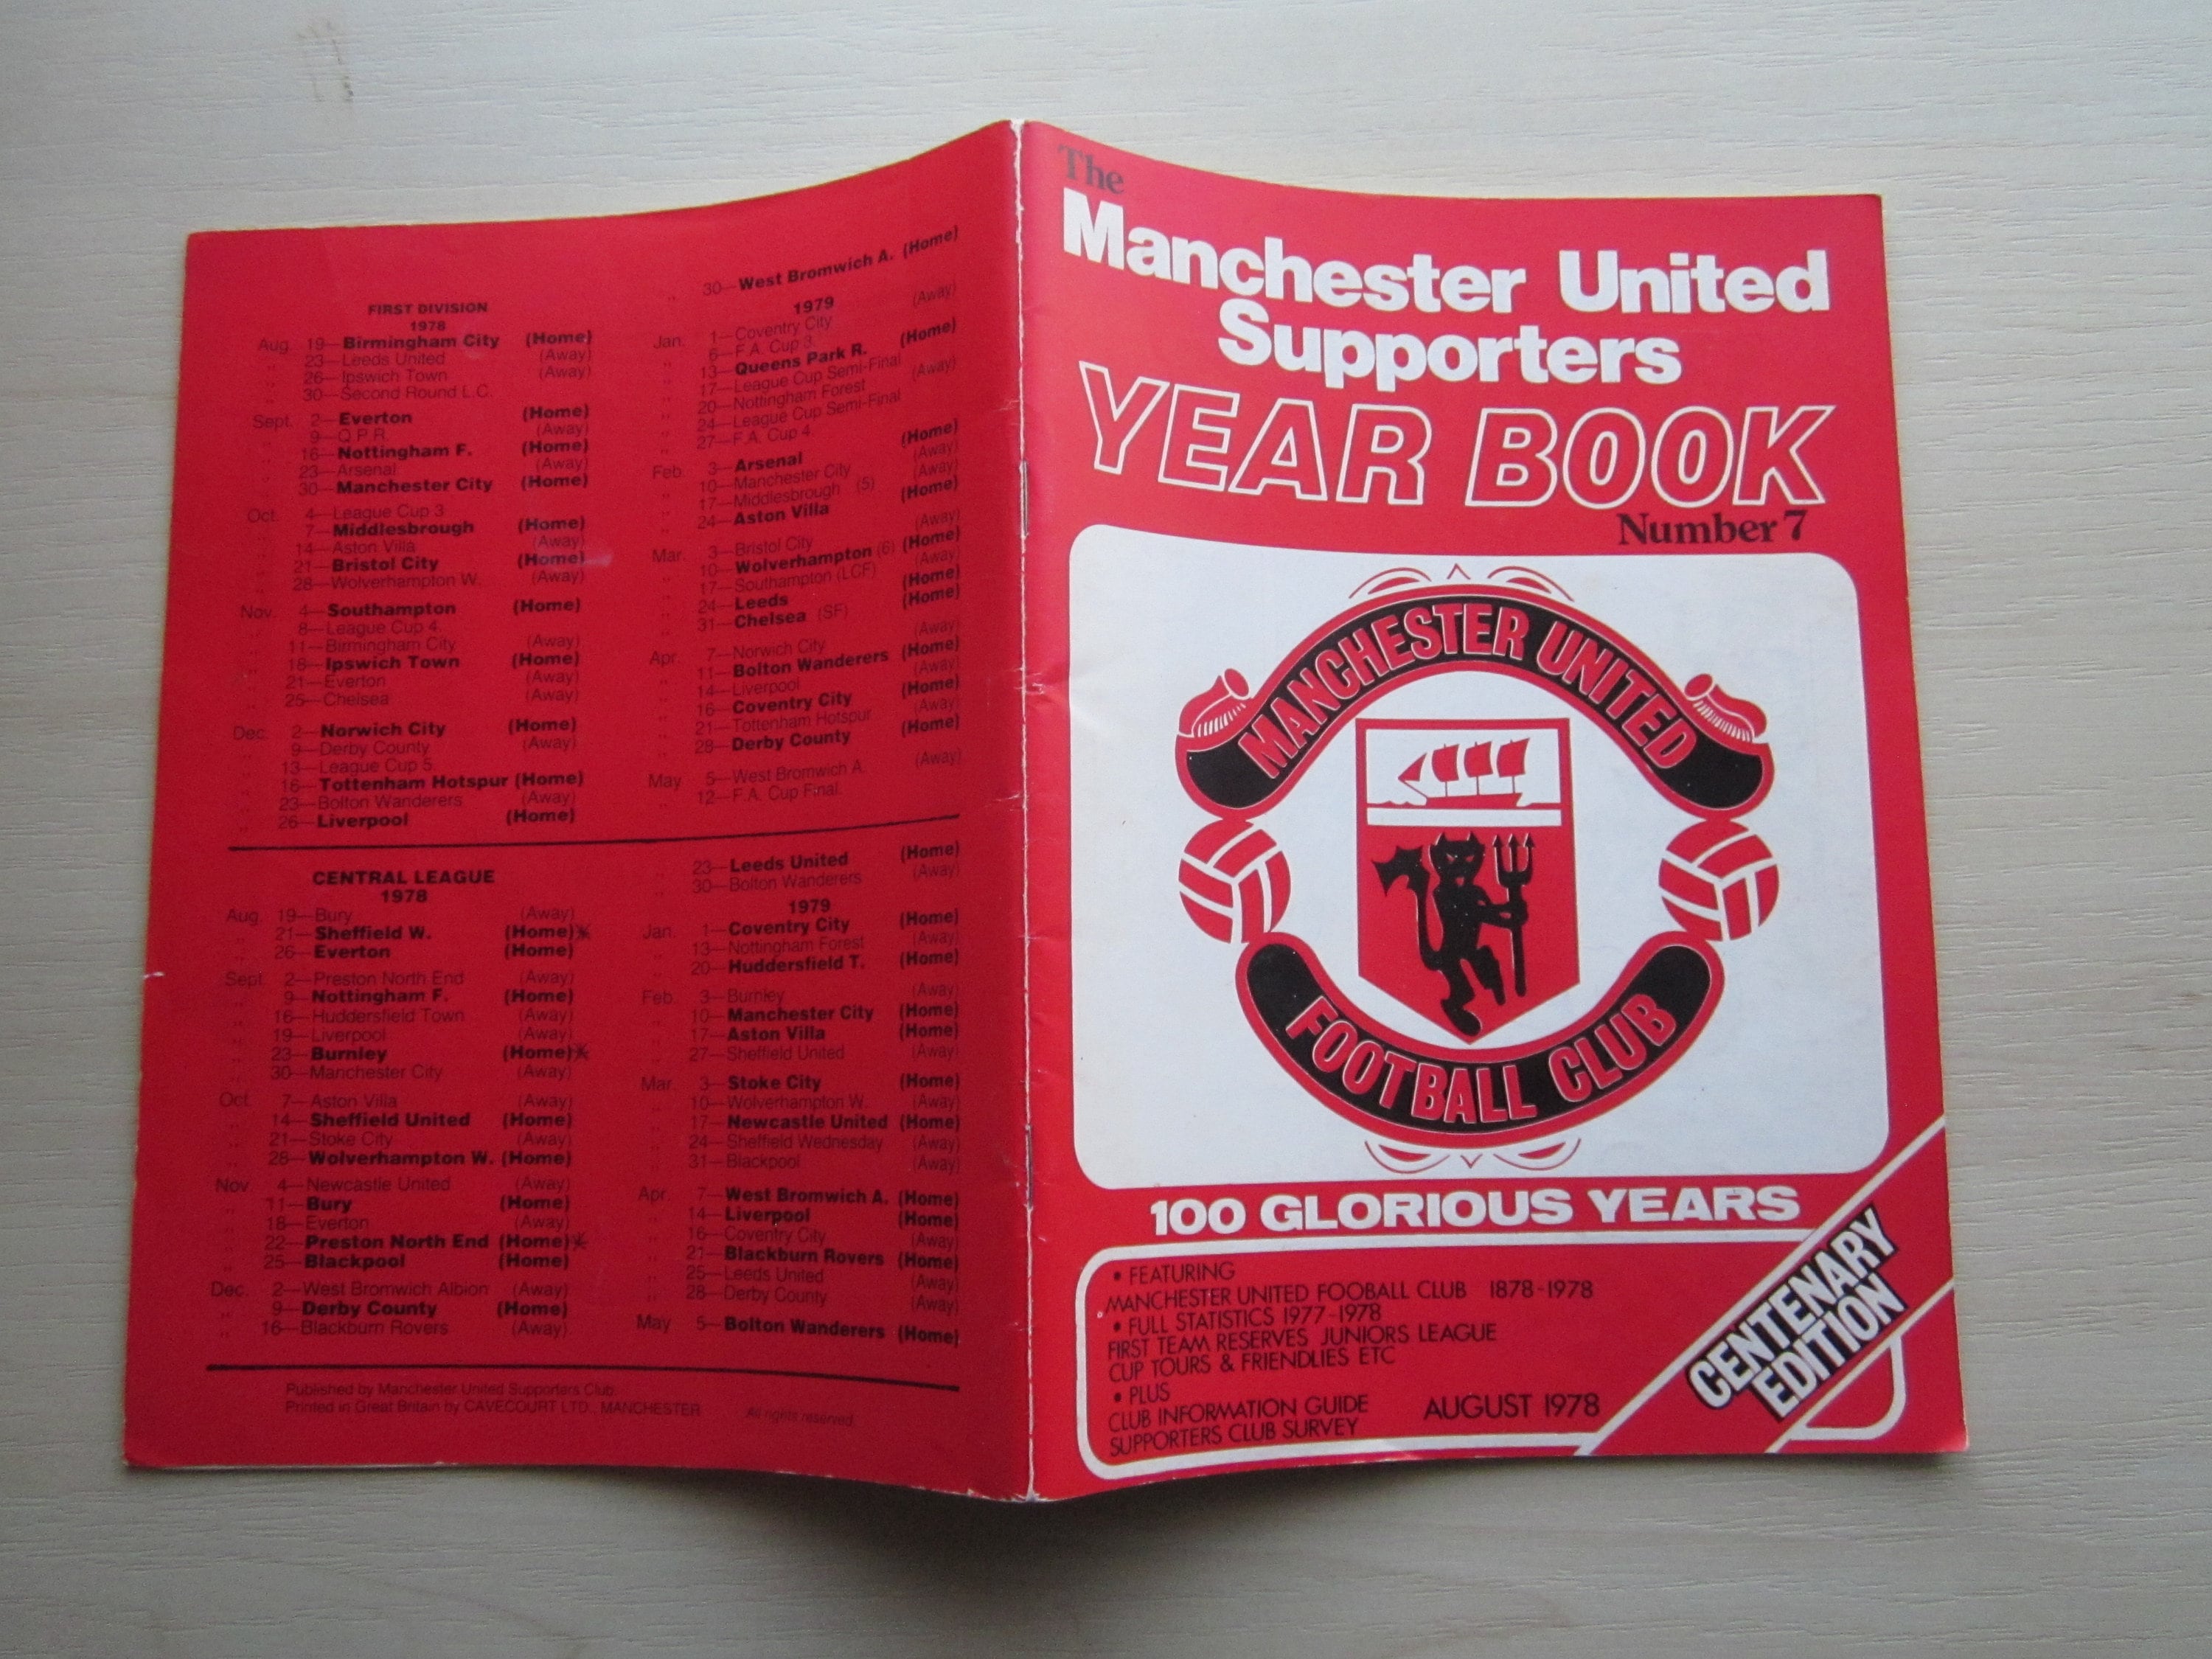 FIRST DIVISION
1978
Aug. 19—Birmingham City (Home)
" 23—Leeds United (Away)
" 26—Ipswich Town (Away)
" 30—Second Round L.C.
Sept. 2—Everton (Home)
" 9—Q.P.R. (Away)
" 16—Nottingham F. (Home)
" 23—Arsenal (Away)
" 30—Manchester City (Home)
Oct. 4—League Cup 3
" 7—Middlesbrough (Home)
" 14—Aston Villa (Away)
" 21—Bristol City (Home)
" 28—Wolverhampton W. (Away)
Nov. 4—Southampton (Home)
" 8—League Cup 4.
" 11—Birmingham City (Away)
" 18—Ipswich Town (Home)
" 21—Everton (Away)
" 25—Chelsea (Away)
Dec. 2—Norwich City (Home)
" 9—Derby County (Away)
" 13—League Cup 5.
" 16—Tottenham Hotspur (Home)
" 23—Bolton Wanderers (Away)
" 26—Liverpool (Home)
" 30—West Bromwich A. (Home)
1979
Jan. 1—Coventry City (Away)
" 6—F.A. Cup 3.
" 13—Queens Park R. (Home)
" 17—League Cup Semi-Final
" 20—Nottingham Forest (Away)
" 24—League Cup Semi-Final
" 27—F.A. Cup 4.
Feb. 3—Arsenal (Home)
" 10—Manchester City (Away)
" 17—Middlesbrough (5) (Away)
" 24—Aston Villa (Home)
Mar. 3—Bristol City (Away)
" 10—Wolverhampton (6) (Home)
" 17—Southampton (LCF) (Away)
" 24—Leeds (Home)
" 31—Chelsea (SF) (Home)
Apr. 7—Norwich City (Away)
" 11—Bolton Wanderers (Home)
" 14—Liverpool (Away)
" 16—Coventry City (Home)
" 21—Tottenham Hotspur (Away)
" 28—Derby County (Home)
May 5—West Bromwich A. (Away)
" 12—F.A. Cup Final.
CENTRAL LEAGUE
1978
Aug. 19—Bury (Away)
" 21—Sheffield W. (Home)
" 26—Everton (Home)
Sept. 2—Preston North End (Away)
" 9—Nottingham F. (Home)
" 16—Huddersfield Town (Away)
" 19—Liverpool (Away)
" 23—Burnley (Home)
" 30—Manchester City (Away)
Oct. 7—Aston Villa (Away)
" 14—Sheffield United (Home)
" 21—Stoke City (Away)
" 28—Wolverhampton W. (Home)
Nov. 4—Newcastle United (Away)
" 11—Bury (Home)
" 18—Everton (Away)
" 22—Preston North End (Home)
" 25—Blackpool (Home)
Dec. 2—West Bromwich Albion (Away)
" 9—Derby County (Home)
" 16—Blackburn Rovers (Away)
" 23—Leeds United (Home)
" 30—Bolton Wanderers (Away)
1979
Jan. 1—Coventry City (Home)
" 13—Nottingham Forest (Away)
" 20—Huddersfield T. (Home)
Feb. 3—Burnley (Away)
" 10—Manchester City (Home)
" 17—Aston Villa (Home)
" 27—Sheffield United (Away)
Mar. 3—Stoke City (Home)
" 10—Wolverhampton W. (Away)
" 17—Newcastle United (Home)
" 24—Sheffield Wednesday (Away)
" 31—Blackpool (Away)
Apr. 7—West Bromwich A. (Home)
" 14—Liverpool (Home)
" 16—Coventry City (Away)
" 21—Blackburn Rovers (Home)
" 25—Leeds United (Away)
" 28—Derby County (Away)
May 5—Bolton Wanderers (Home)
Published by Manchester United Supporters Club.
Printed in Great Britain by CAVECOURT LTD., MANCHESTER All rights reserved.
The
Manchester United
Supporters
YEAR BOOK
Number 7
MANCHESTER UNITED
FOOTBALL CLUB
100 GLORIOUS YEARS
• FEATURING
MANCHESTER UNITED FOOBALL CLUB 1878-1978
• FULL STATISTICS 1977-1978
FIRST TEAM RESERVES JUNIORS LEAGUE
CUP TOURS & FRIENDLIES ETC
• PLUS
CLUB INFORMATION GUIDE
SUPPORTERS CLUB SURVEY
AUGUST 1978
CENTENARY
EDITION